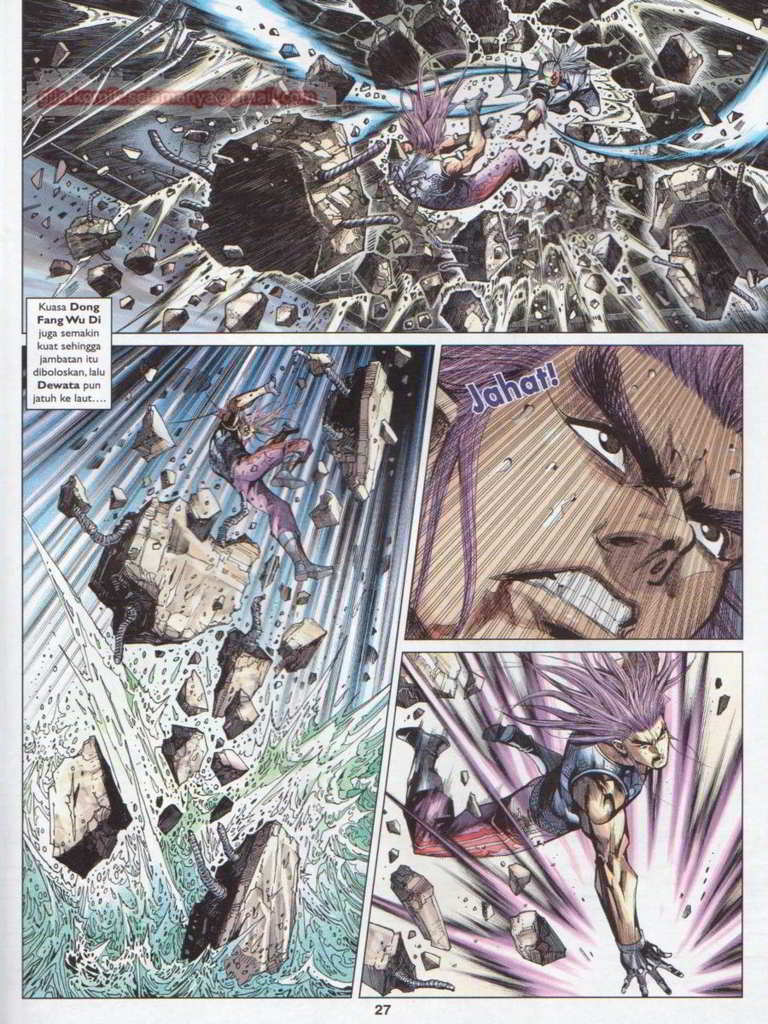 Kuasa Dong
Fang Wu Di
juga semakin
kuat sehingga
jambatan itu
diboloskan, lalu
Dewata pun
jatuh ke laut....
Jahat!
27